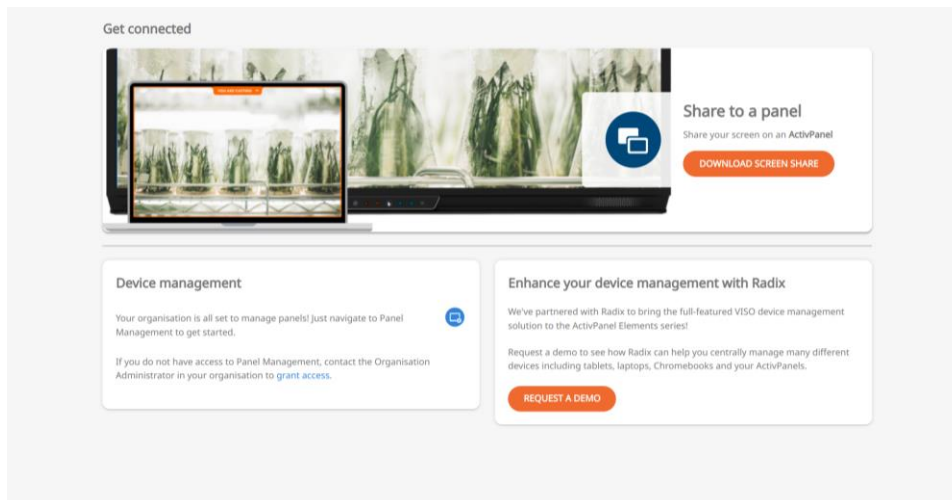 Get connected
Share to a panel
Share your screen on an ActivPanel
DOWNLOAD SCREEN SHARE
Device management
Your organisation is all set to manage panels! Just navigate to Panel
Management to get started.
If you do not have access to Panel Management, contact the Organisation
Administrator in your organisation to grant access.
Enhance your device management with Radix
We've partnered with Radix to bring the full-featured VISO device management
solution to the ActivPanel Elements series!
Request a demo to see how Radix can help you centrally manage many different
devices including tablets, laptops, Chromebooks and your ActivPanels.
REQUEST A DEMO